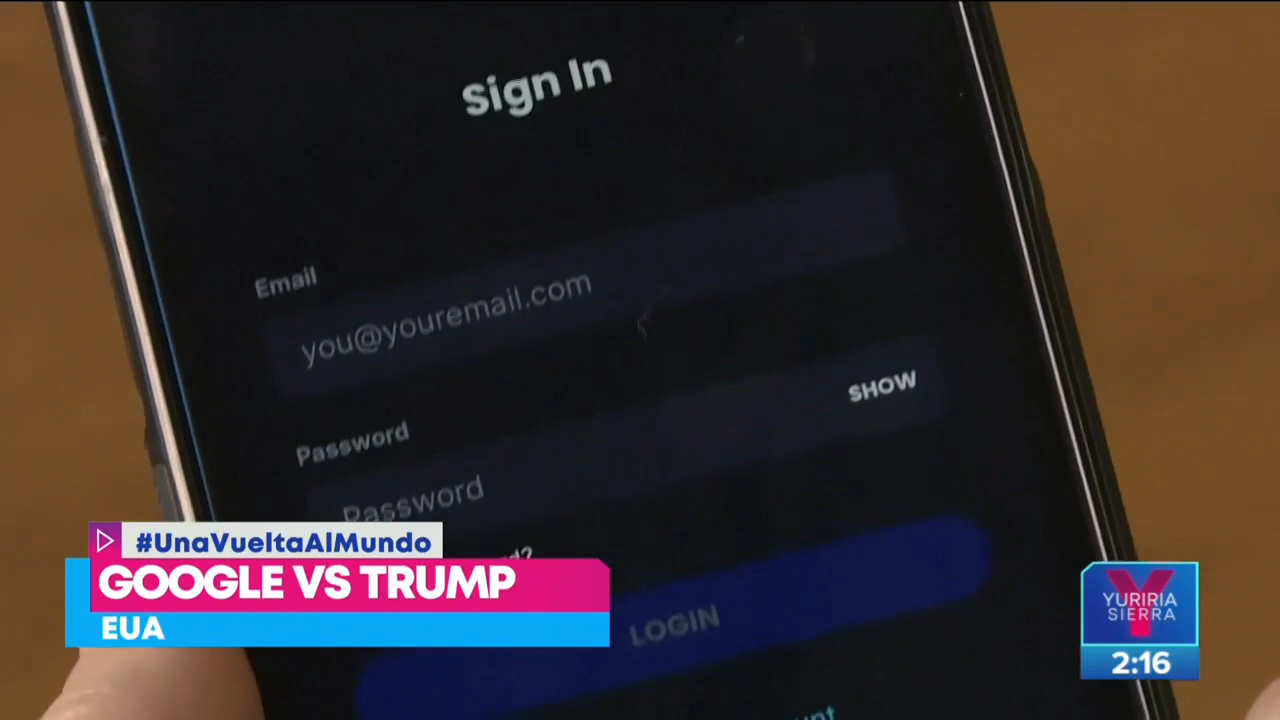 Sign In
Email
you@youremail.com
SHOW
Password
Password
#UnaVueltaAlMundo
GOOGLE VS TRUMP
EUA
LOGIN
YURIRIA
SIERRA
2:16